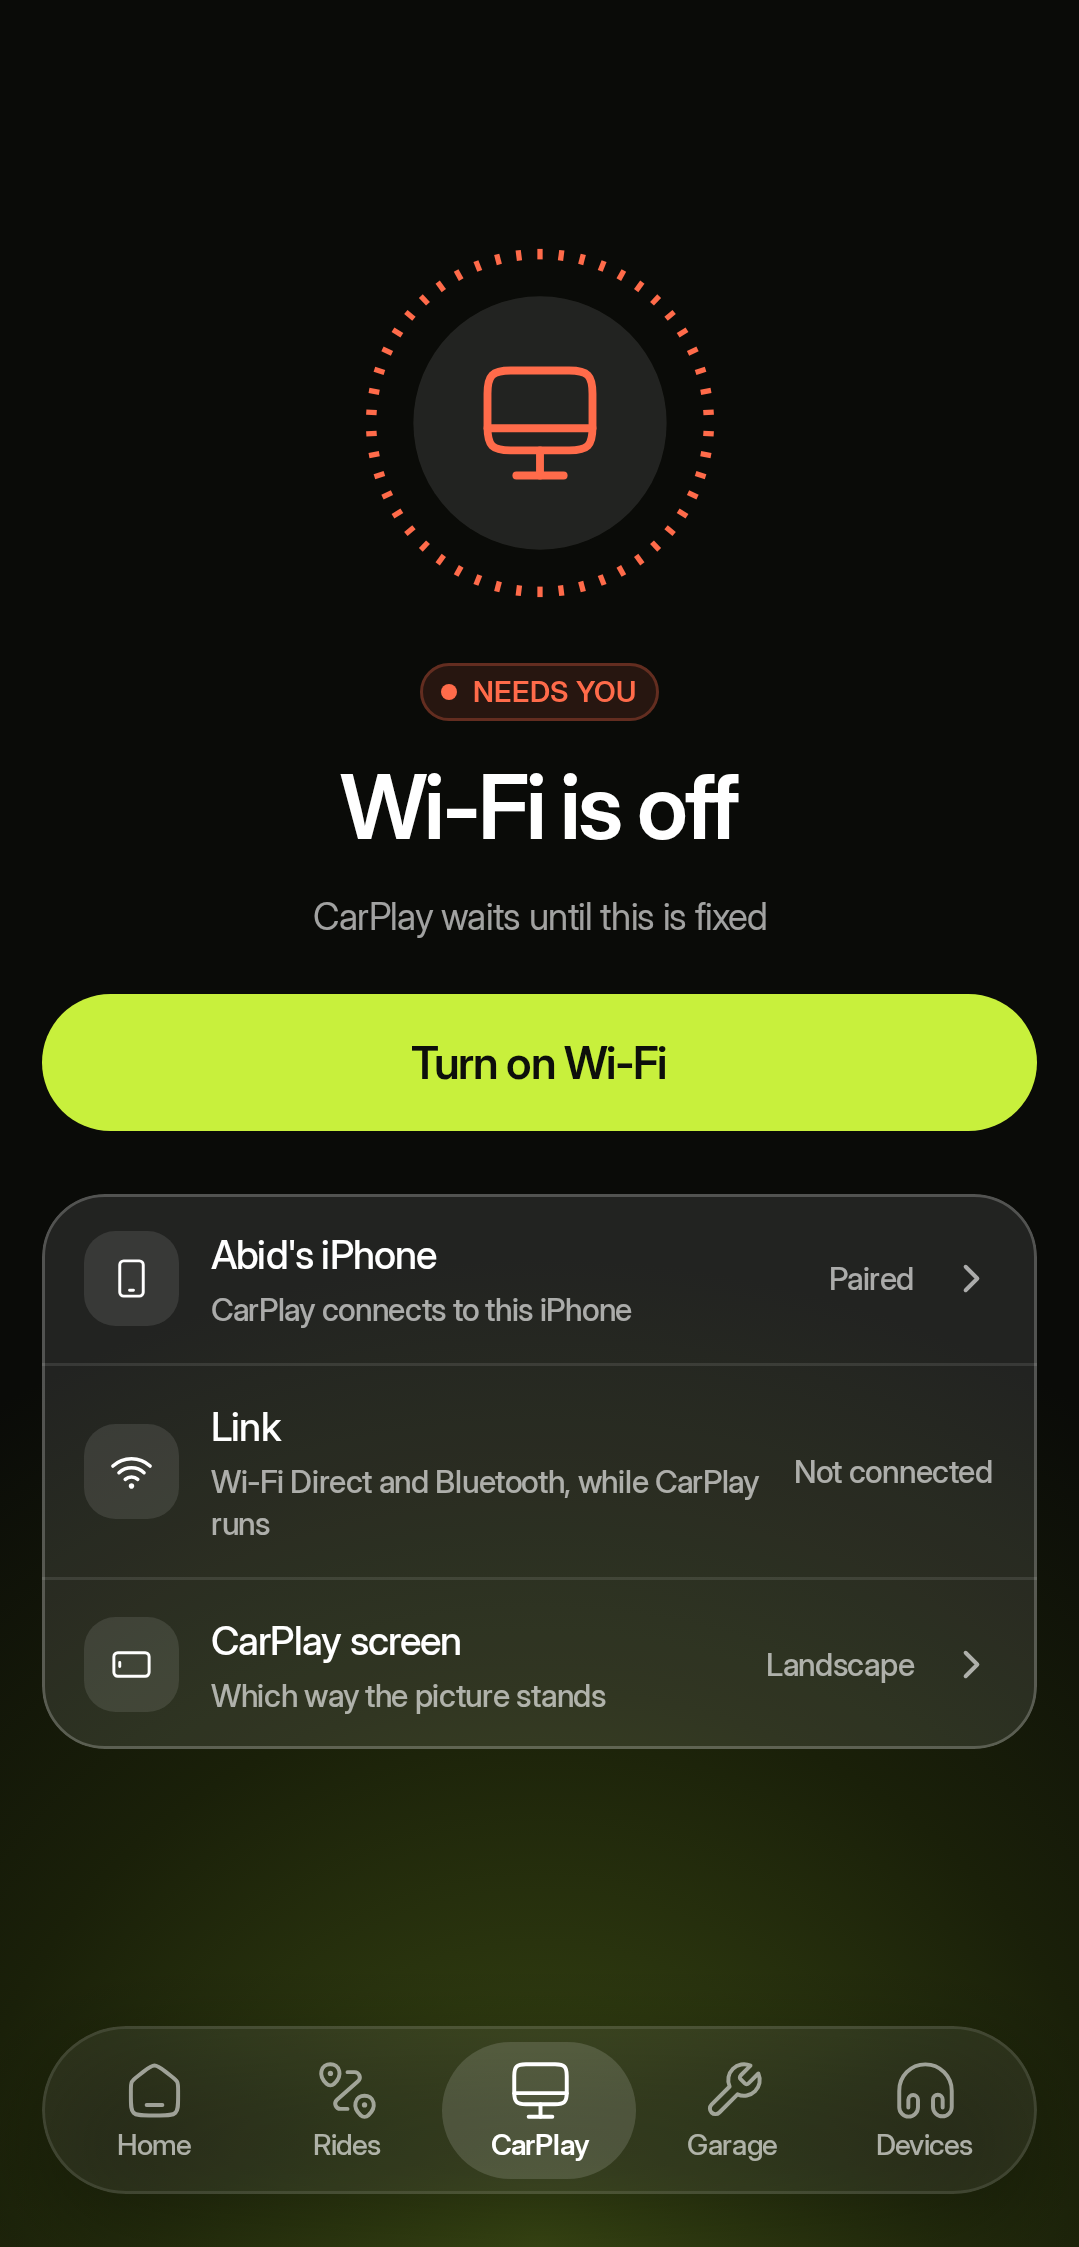 NEEDS YOU
Wi-Fi is off
CarPlay waits until this is fixed
Turn on Wi-Fi
Abid's iPhone
CarPlay connects to this iPhone
Paired
Link
Wi-Fi Direct and Bluetooth, while CarPlay
runs
Not connected
CarPlay screen
Which way the picture stands
Landscape
Home
Rides
CarPlay
Garage
Devices